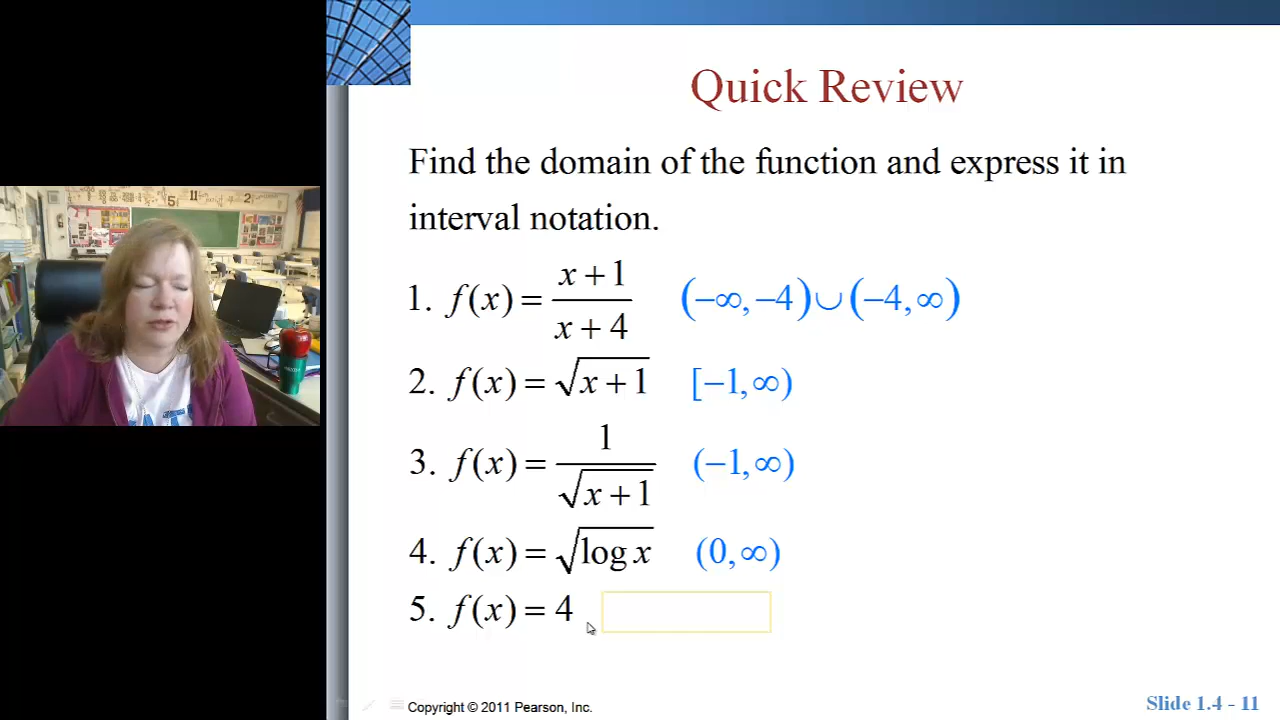 Quick Review
Find the domain of the function and express it in
interval notation.
1. f(x) = (x + 1)/(x + 4) (−∞, −4) ∪ (−4, ∞)
2. f(x) = √(x + 1) [−1, ∞)
3. f(x) = 1/√(x + 1) (−1, ∞)
4. f(x) = √(log x) (0, ∞)
5. f(x) = 4
Copyright © 2011 Pearson, Inc.
Slide 1.4 - 11